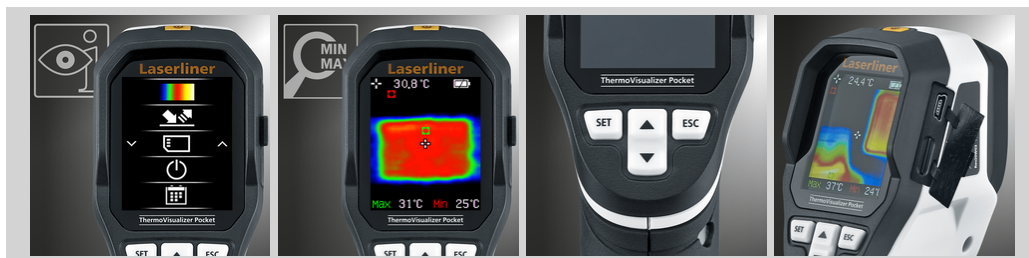 Laserliner
ThermoVisualizer Pocket
SET
ESC
MIN
MAX
Laserliner
30,8°C
Max 31°C Min 25°C
ThermoVisualizer Pocket
SET
ESC
ThermoVisualizer Pocket
SET
ESC
Laserliner
24,4°C
Max 37°C Min 24°
ThermoVisualizer Pocket
SET
ESC